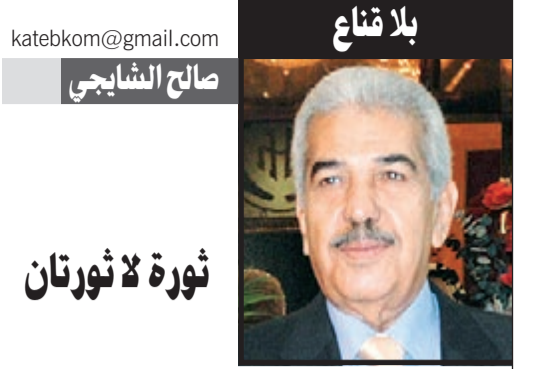 بلا قناع
katebkom@gmail.com
صالح الشايجي
ثورة لا ثورتان